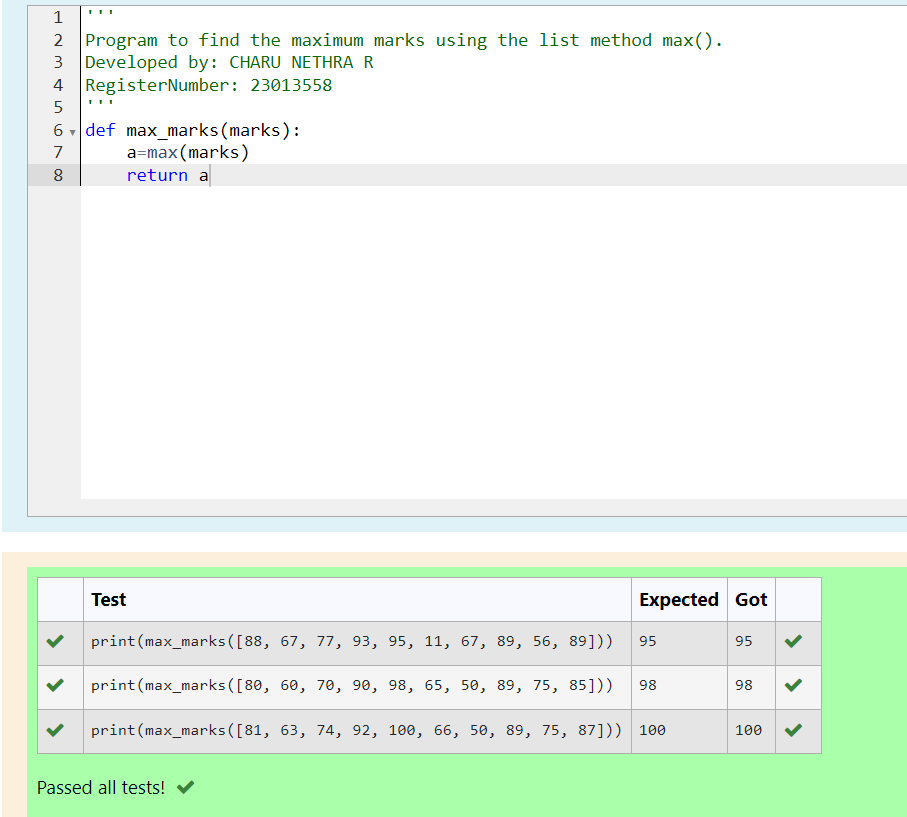 1 '''
2 Program to find the maximum marks using the list method max().
3 Developed by: CHARU NETHRA R
4 RegisterNumber: 23013558
5 '''
6 def max_marks(marks):
7     a=max(marks)
8     return a
Test Expected Got
print(max_marks([88, 67, 77, 93, 95, 11, 67, 89, 56, 89])) 95 95
print(max_marks([80, 60, 70, 90, 98, 65, 50, 89, 75, 85])) 98 98
print(max_marks([81, 63, 74, 92, 100, 66, 50, 89, 75, 87])) 100 100
Passed all tests!